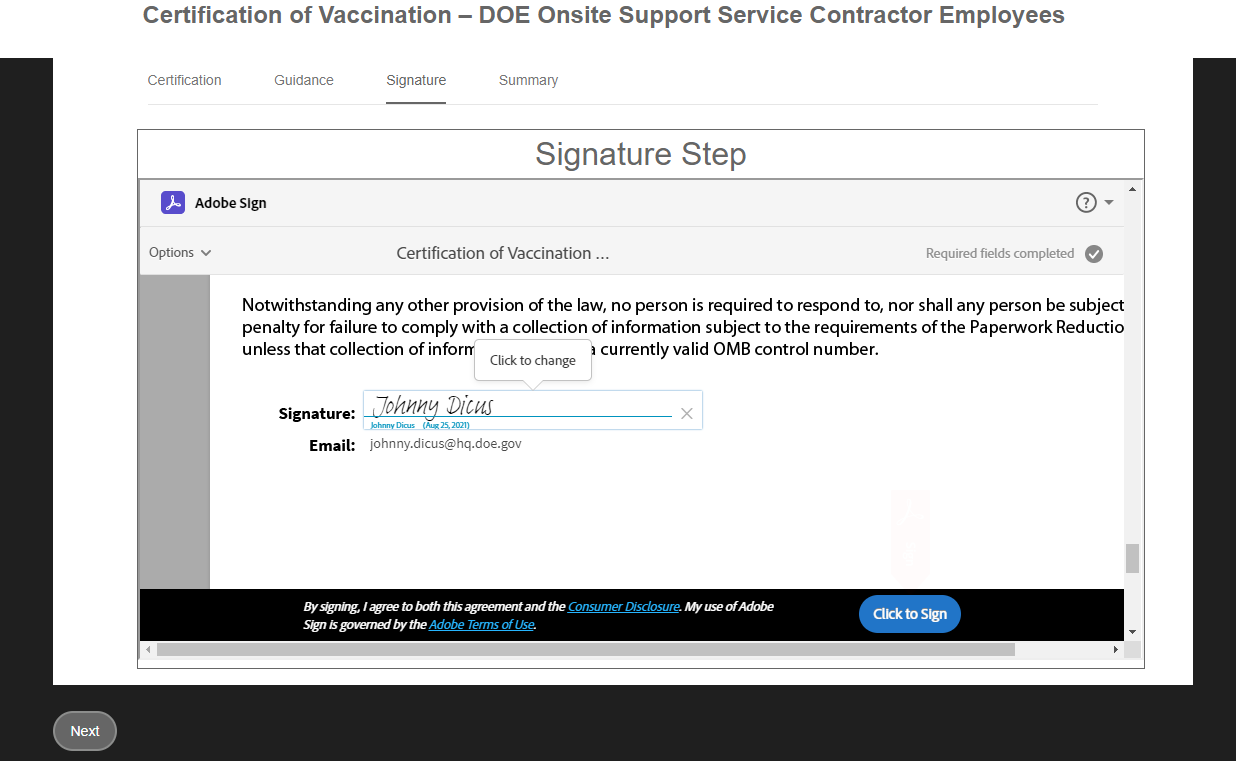 Certification of Vaccination – DOE Onsite Support Service Contractor Employees
Certification Guidance Signature Summary
Signature Step
Adobe Sign
?
Options Certification of Vaccination ... Required fields completed
Notwithstanding any other provision of the law, no person is required to respond to, nor shall any person be subject
penalty for failure to comply with a collection of information subject to the requirements of the Paperwork Reductio
unless that collection of inform a currently valid OMB control number.
Click to change
Signature: Johnny Dicus
Johnny Dicus (Aug 25, 2021)
Email: johnny.dicus@hq.doe.gov
By signing, I agree to both this agreement and the Consumer Disclosure. My use of Adobe
Sign is governed by the Adobe Terms of Use.
Click to Sign
Next